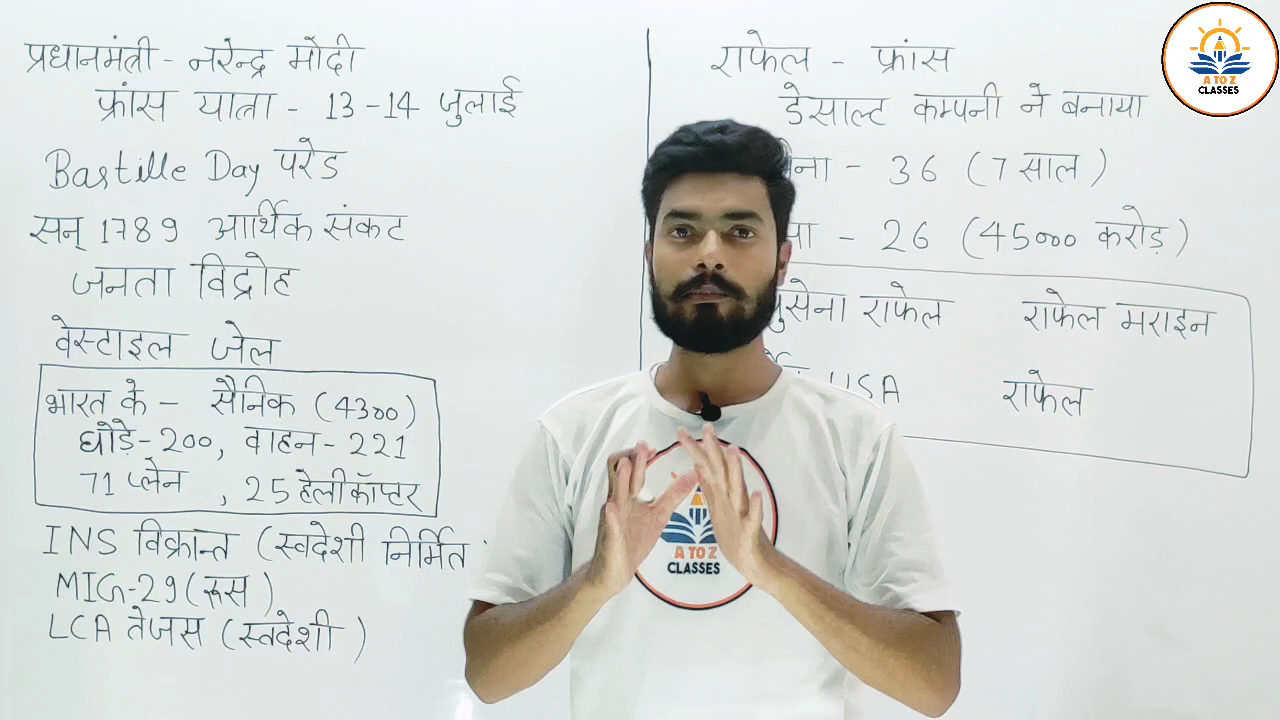 प्रधानमंत्री - नरेन्द्र मोदी
फ्रांस यात्रा - 13-14 जुलाई
Bastille Day परेड
सन् 1789 आर्थिक संकट
जनता विद्रोह
वेस्टाइल जेल
भारत के - सैनिक (4300)
घोड़े-200, वाहन-221
71 प्लेन , 25 हेलीकॉप्टर
INS विक्रान्त (स्वदेशी निर्मित
MIG-29 (रूस)
LCA तेजस (स्वदेशी)
राफेल - फ्रांस
डेसाल्ट कम्पनी ने बनाया
- 36 (7 साल)
- 26 (45000 करोड़)
राफेल राफेल मराइन
USA राफेल
A TO Z
CLASSES
A TO Z
CLASSES